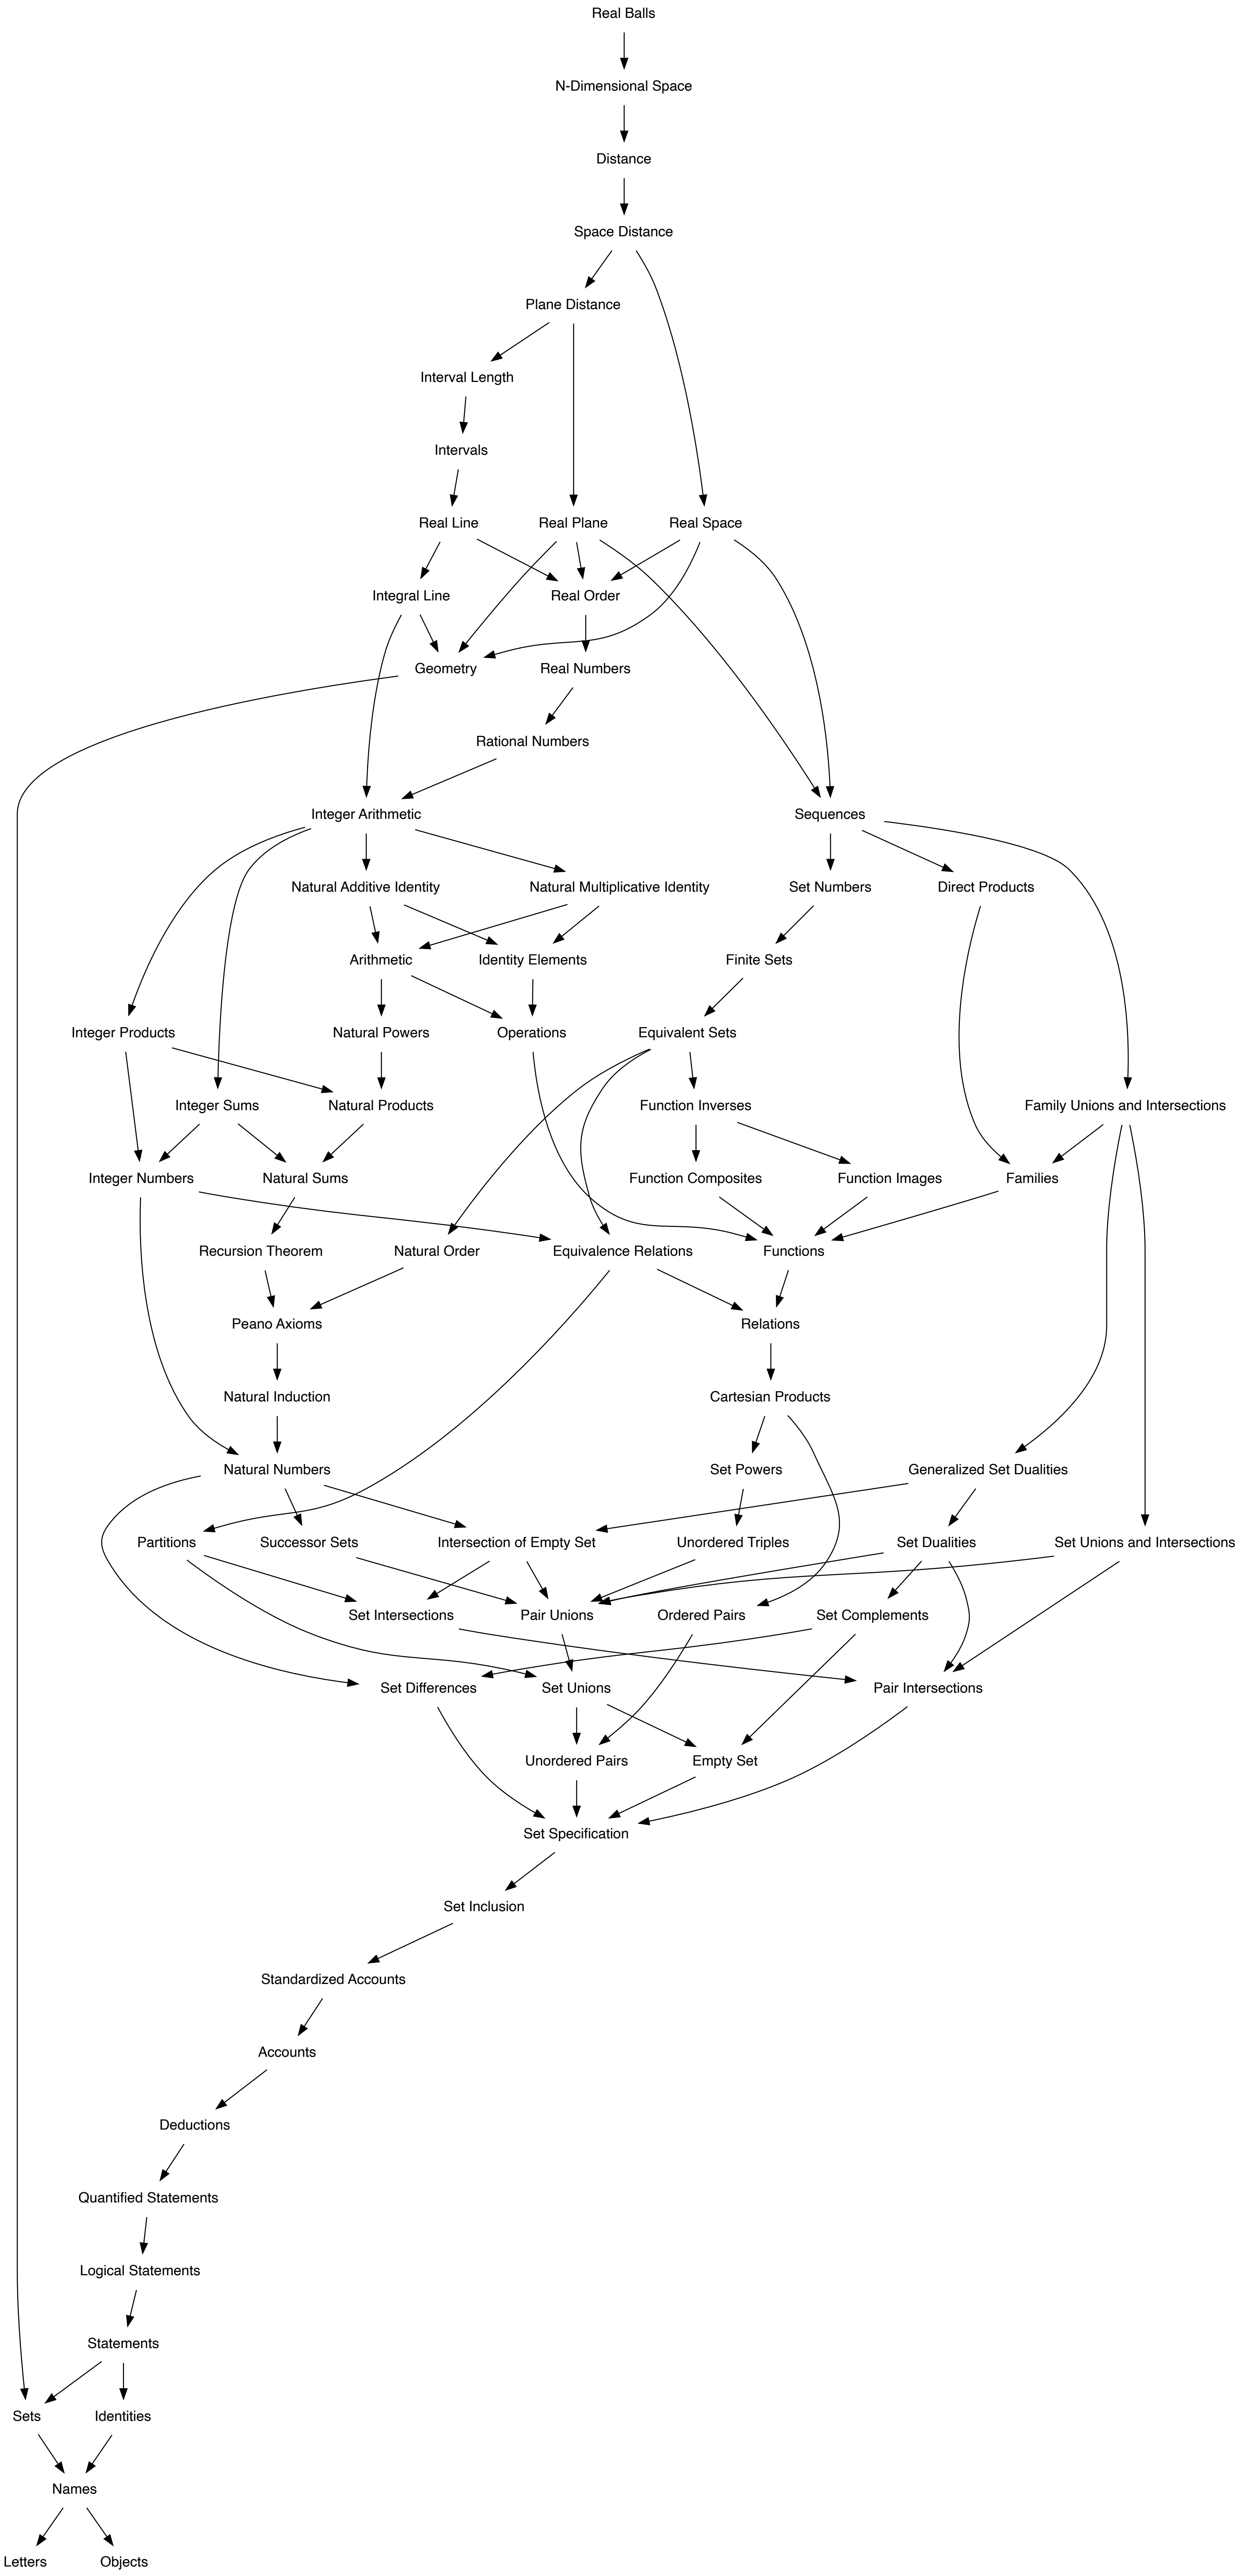 Real Balls
N-Dimensional Space
Distance
Space Distance
Plane Distance
Interval Length
Intervals
Real Line
Real Plane
Real Space
Integral Line
Real Order
Geometry
Real Numbers
Rational Numbers
Integer Arithmetic
Sequences
Natural Additive Identity
Natural Multiplicative Identity
Set Numbers
Direct Products
Arithmetic
Identity Elements
Finite Sets
Integer Products
Natural Powers
Operations
Equivalent Sets
Integer Sums
Natural Products
Function Inverses
Family Unions and Intersections
Integer Numbers
Natural Sums
Function Composites
Function Images
Families
Recursion Theorem
Natural Order
Equivalence Relations
Functions
Peano Axioms
Relations
Natural Induction
Cartesian Products
Natural Numbers
Set Powers
Generalized Set Dualities
Partitions
Successor Sets
Intersection of Empty Set
Unordered Triples
Set Dualities
Set Unions and Intersections
Set Intersections
Pair Unions
Ordered Pairs
Set Complements
Set Differences
Set Unions
Pair Intersections
Unordered Pairs
Empty Set
Set Specification
Set Inclusion
Standardized Accounts
Accounts
Deductions
Quantified Statements
Logical Statements
Statements
Sets
Identities
Names
Letters
Objects